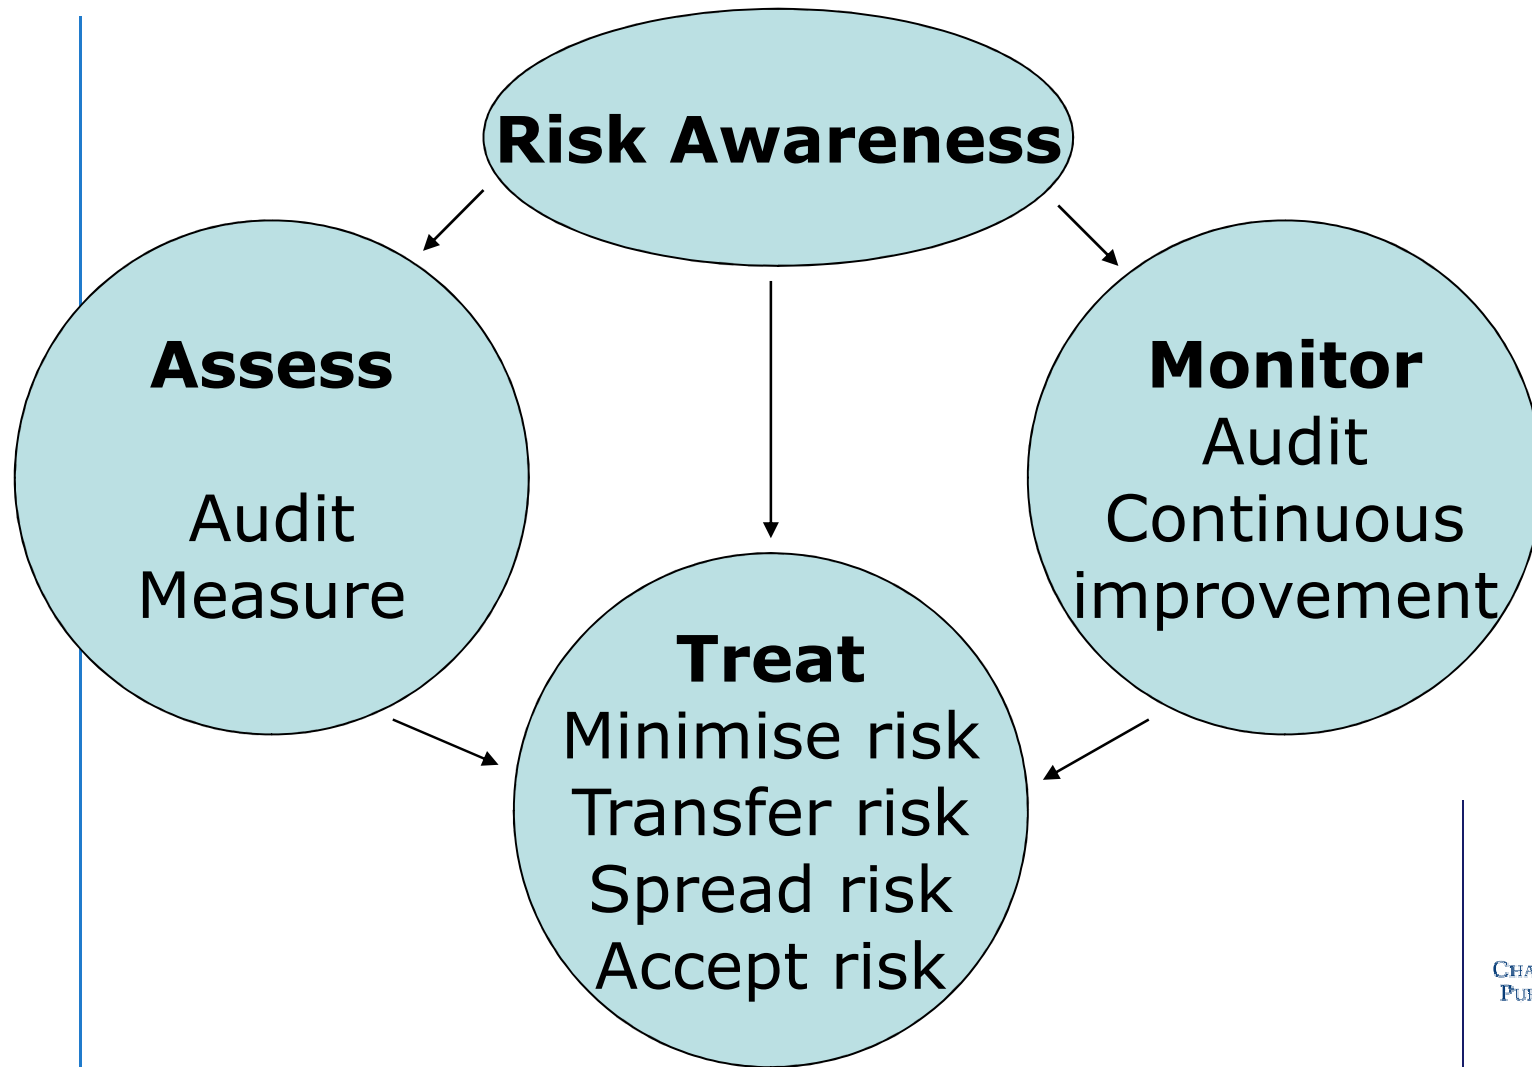 Risk Awareness
Assess
Audit
Measure
Monitor
Audit
Continuous
improvement
Treat
Minimise risk
Transfer risk
Spread risk
Accept risk